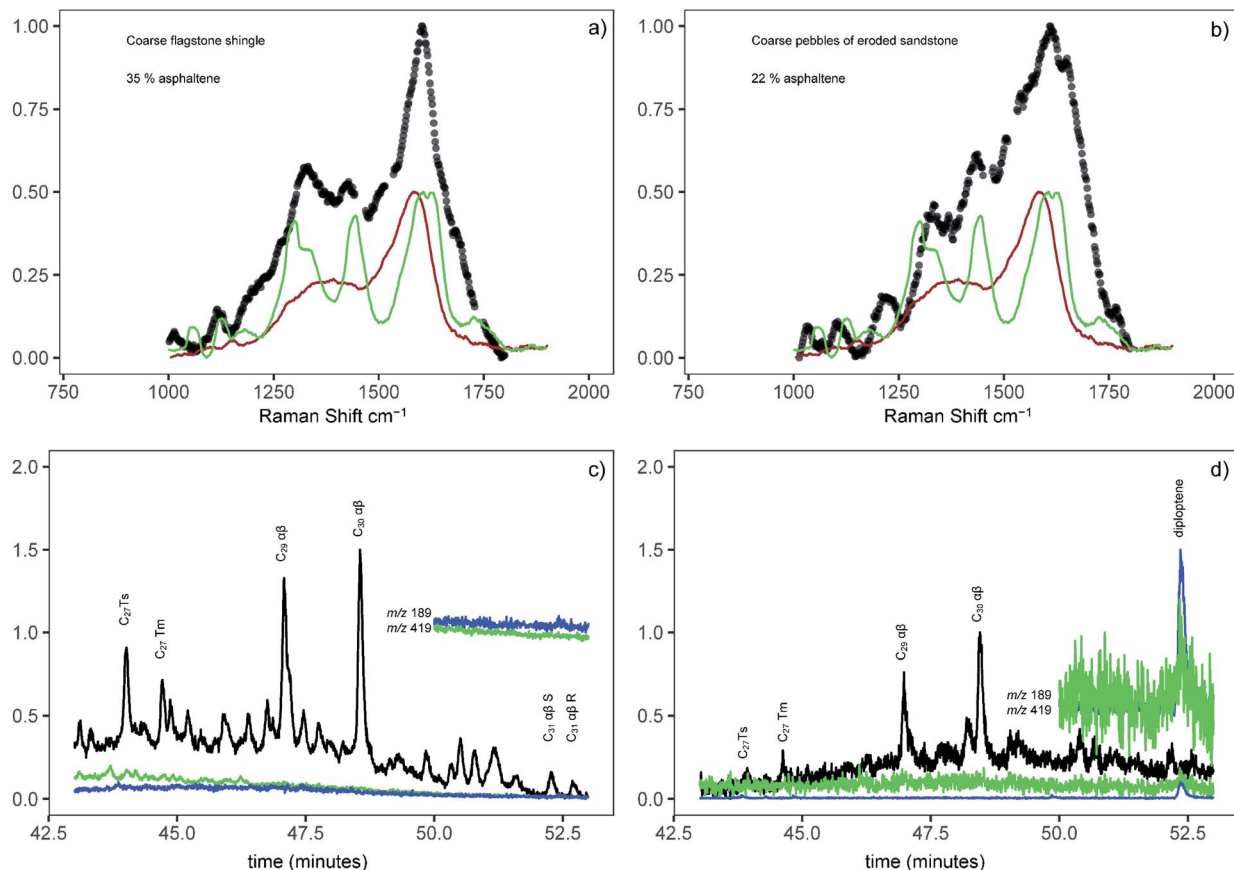 1.00
0.75
0.50
0.25
0.00
Coarse flagstone shingle
35 % asphaltene
a)
750
1000
1250
1500
1750
2000
Raman Shift cm⁻¹
1.00
0.75
0.50
0.25
0.00
Coarse pebbles of eroded sandstone
22 % asphaltene
b)
750
1000
1250
1500
1750
2000
Raman Shift cm⁻¹
2.0
1.5
1.0
0.5
0.0
c)
C₂₇Ts
C₂₇ Tm
C₂₉ αβ
C₃₀ αβ
m/z 189
m/z 419
C₃₁ αβ S
C₃₁ αβ R
42.5
45.0
47.5
50.0
52.5
time (minutes)
2.0
1.5
1.0
0.5
0.0
d)
C₂₇Ts
C₂₇ Tm
C₂₉ αβ
C₃₀ αβ
m/z 189
m/z 419
diploptene
42.5
45.0
47.5
50.0
52.5
time (minutes)